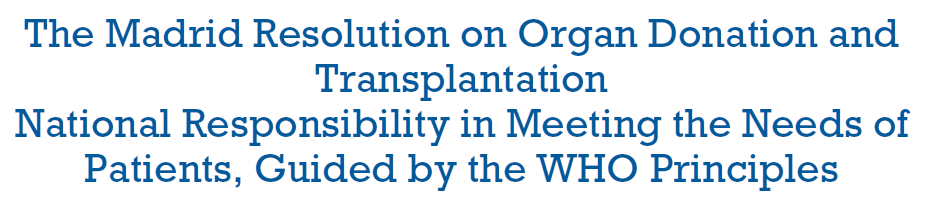 The Madrid Resolution on Organ Donation and
Transplantation
National Responsibility in Meeting the Needs of
Patients, Guided by the WHO Principles